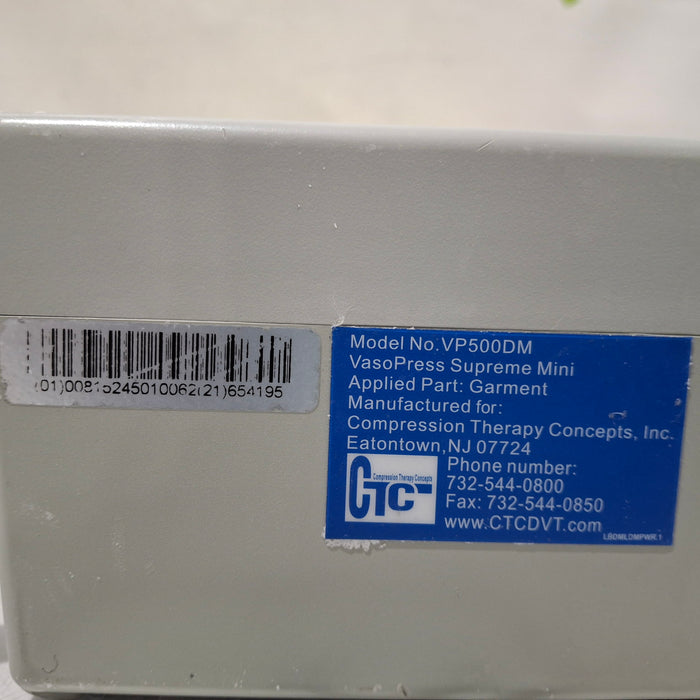 (01)00815245010062(21)654195
Model No.:VP500DM
VasoPress Supreme Mini
Applied Part: Garment
Manufactured for:
Compression Therapy Concepts, Inc.
Eatontown,NJ 07724
Compression Therapy Concepts
CTC
Phone number:
732-544-0800
Fax: 732-544-0850
www.CTCDVT.com
LBDMLDMPWR.1